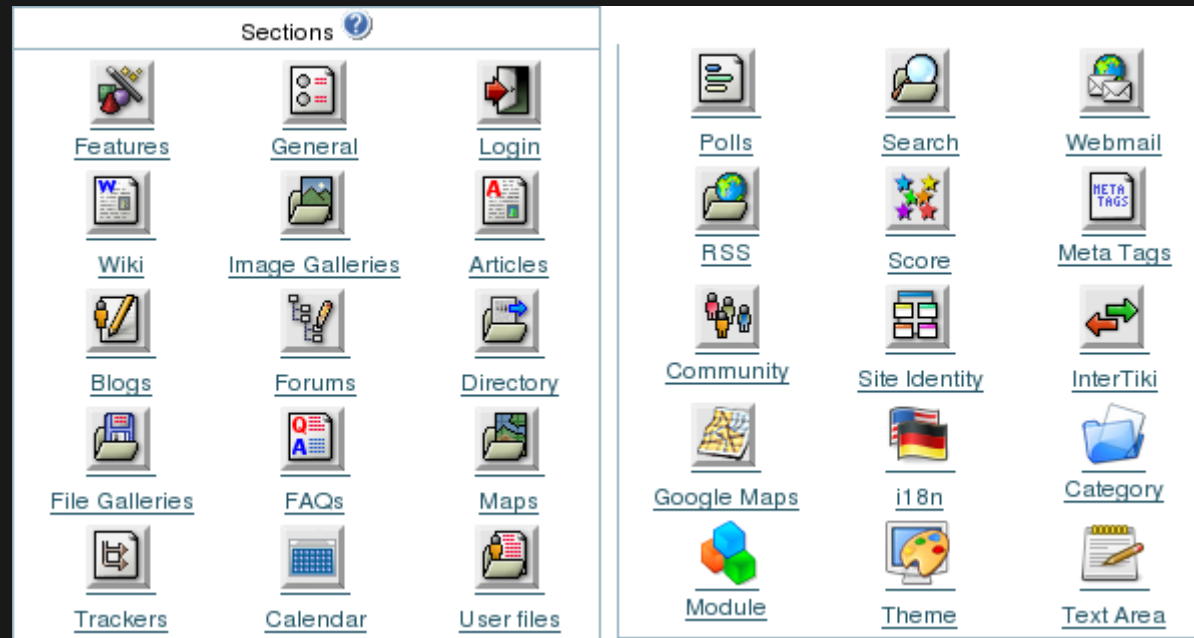 Sections ?
Features General Login
Wiki Image Galleries Articles
Blogs Forums Directory
File Galleries FAQs Maps
Trackers Calendar User files
Polls Search Webmail
META TAGS
RSS Score Meta Tags
Community Site Identity InterTiki
Google Maps i18n Category
Module Theme Text Area